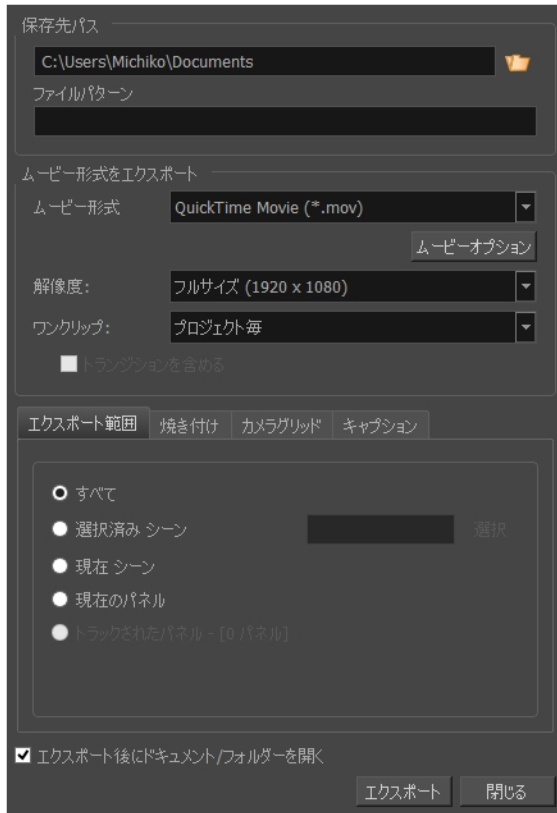 保存先パス
C:\Users\Michiko\Documents
ファイルパターン
ムービー形式をエクスポート
ムービー形式 QuickTime Movie (*.mov)
ムービーオプション
解像度: フルサイズ (1920 x 1080)
ワンクリップ: プロジェクト毎
トランジションを含める
エクスポート範囲 焼き付け カメラグリッド キャプション
すべて
選択済み シーン 選択
現在 シーン
現在のパネル
トラックされたパネル - [0 パネル]
エクスポート後にドキュメント/フォルダーを開く
エクスポート 閉じる